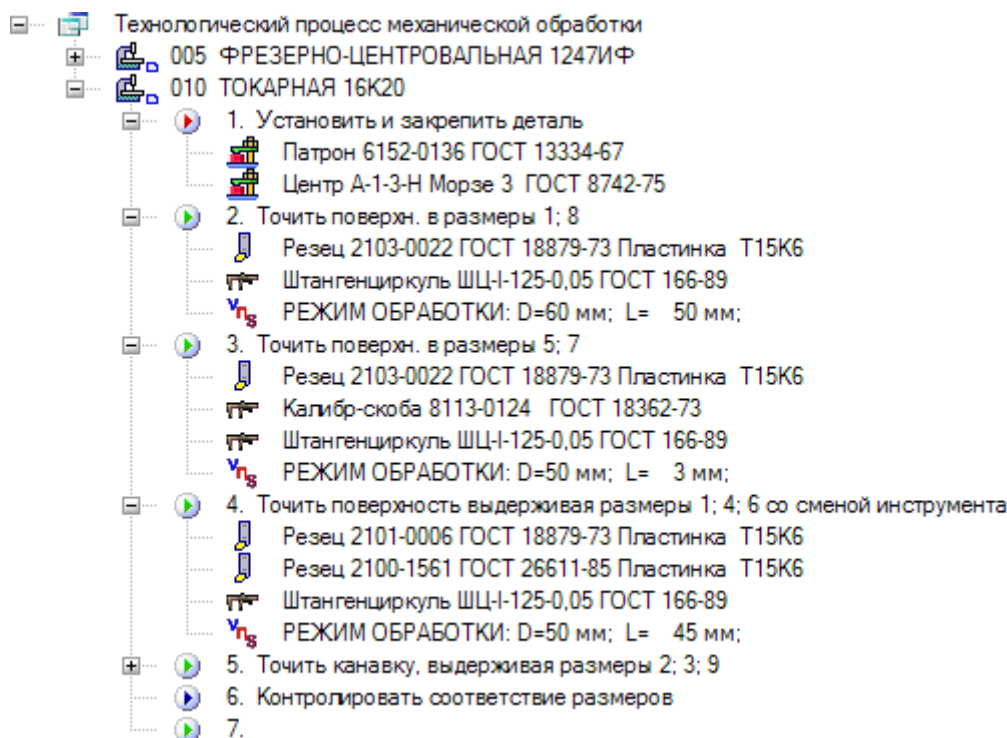 Технологический процесс механической обработки
005 ФРЕЗЕРНО-ЦЕНТРОВАЛЬНАЯ 1247ИФ
010 ТОКАРНАЯ 16К20
1. Установить и закрепить деталь
Патрон 6152-0136 ГОСТ 13334-67
Центр А-1-3-Н Морзе 3 ГОСТ 8742-75
2. Точить поверхн. в размеры 1; 8
Резец 2103-0022 ГОСТ 18879-73 Пластинка Т15К6
Штангенциркуль ШЦ-I-125-0,05 ГОСТ 166-89
Vns РЕЖИМ ОБРАБОТКИ: D=60 мм; L= 50 мм;
3. Точить поверхн. в размеры 5; 7
Резец 2103-0022 ГОСТ 18879-73 Пластинка Т15К6
Калибр-скоба 8113-0124 ГОСТ 18362-73
Штангенциркуль ШЦ-I-125-0,05 ГОСТ 166-89
Vns РЕЖИМ ОБРАБОТКИ: D=50 мм; L= 3 мм;
4. Точить поверхность выдерживая размеры 1; 4; 6 со сменой инструмента
Резец 2101-0006 ГОСТ 18879-73 Пластинка Т15К6
Резец 2100-1561 ГОСТ 26611-85 Пластинка Т15К6
Штангенциркуль ШЦ-I-125-0,05 ГОСТ 166-89
Vns РЕЖИМ ОБРАБОТКИ: D=50 мм; L= 45 мм;
5. Точить канавку, выдерживая размеры 2; 3; 9
6. Контролировать соответствие размеров
7.